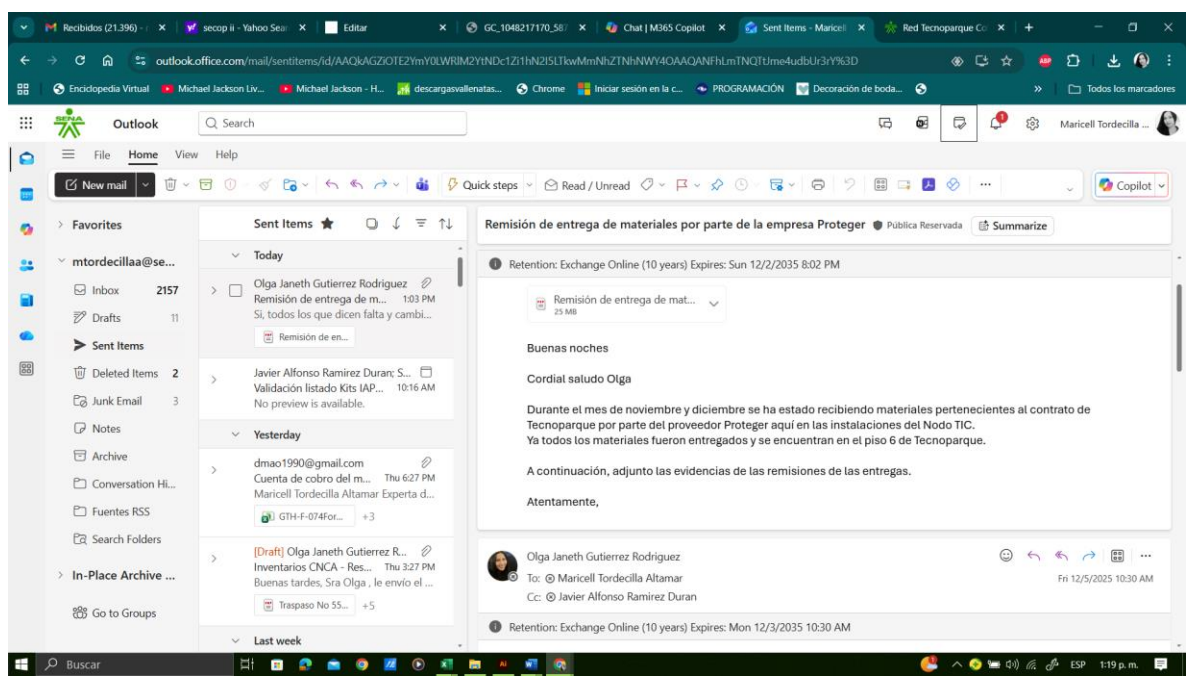 Recibidos (21.396) -
secop ii - Yahoo Sear
Editar
GC_1048217170_58
Chat | M365 Copilot
Sent Items - Maricell
Red Tecnoparque Co
outlook.office.com/mail/sentitems/id/
Enciclopedia Virtual
Michael Jackson Liv...
Michael Jackson - H...
descargasvallenatas...
Chrome
Iniciar sesión en la c...
PROGRAMACIÓN
Decoración de boda...
»
Todos los marcadores
SENA
Outlook
Search
Maricell Tordecilla ...
File Home View Help
New mail
Quick steps
Read / Unread
Copilot
Favorites
mtordecillaa@se...
Inbox 2157
Drafts 11
Sent Items
Deleted Items 2
Junk Email 3
Notes
Archive
Conversation Hi...
Fuentes RSS
Search Folders
In-Place Archive ...
Go to Groups
Sent Items
Today
Olga Janeth Gutierrez Rodriguez
Remisión de entrega de m... 1:03 PM
Si, todos los que dicen falta y cambi...
Remisión de en...
Javier Alfonso Ramirez Duran; S...
Validación listado Kits IAP... 10:16 AM
No preview is available.
Yesterday
dmao1990@gmail.com
Cuenta de cobro del m... Thu 6:27 PM
Maricell Tordecilla Altamar Experta d...
GTH-F-074For... +3
[Draft] Olga Janeth Gutierrez R...
Inventarios CNCA - Res... Thu 3:27 PM
Buenas tardes, Sra Olga , le envío el ...
Traspaso No 55... +5
Last week
Remisión de entrega de materiales por parte de la empresa Proteger Pública Reservada Summarize
Retention: Exchange Online (10 years) Expires: Sun 12/2/2035 8:02 PM
Remisión de entrega de mat...
25 MB
Buenas noches
Cordial saludo Olga
Durante el mes de noviembre y diciembre se ha estado recibiendo materiales pertenecientes al contrato de
Tecnoparque por parte del proveedor Proteger aquí en las instalaciones del Nodo TIC.
Ya todos los materiales fueron entregados y se encuentran en el piso 6 de Tecnoparque.
A continuación, adjunto las evidencias de las remisiones de las entregas.
Atentamente,
Olga Janeth Gutierrez Rodriguez
To: Maricell Tordecilla Altamar
Cc: Javier Alfonso Ramirez Duran
Fri 12/5/2025 10:30 AM
Retention: Exchange Online (10 years) Expires: Mon 12/3/2035 10:30 AM
Buscar
ESP 1:19 p. m.